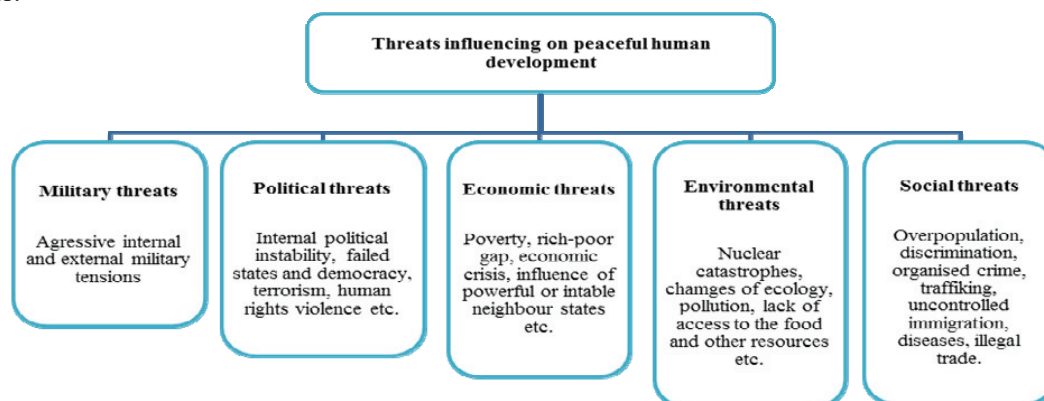 Threats influencing on peaceful human
development
Military threats
Agressive internal
and external military
tensions
Political threats
Internal political
instability, failed
states and democracy,
terrorism, human
rights violence etc.
Economic threats
Poverty, rich-poor
gap, economic
crisis, influence of
powerful or intable
neighbour states
etc.
Environmental
threats
Nuclear
catastrophes,
chamges of ecology,
pollution, lack of
access to the food
and other resources
etc.
Social threats
Overpopulation,
discrimination,
organised crime,
traffiking,
uncontrolled
immigration,
diseases, illegal
trade.